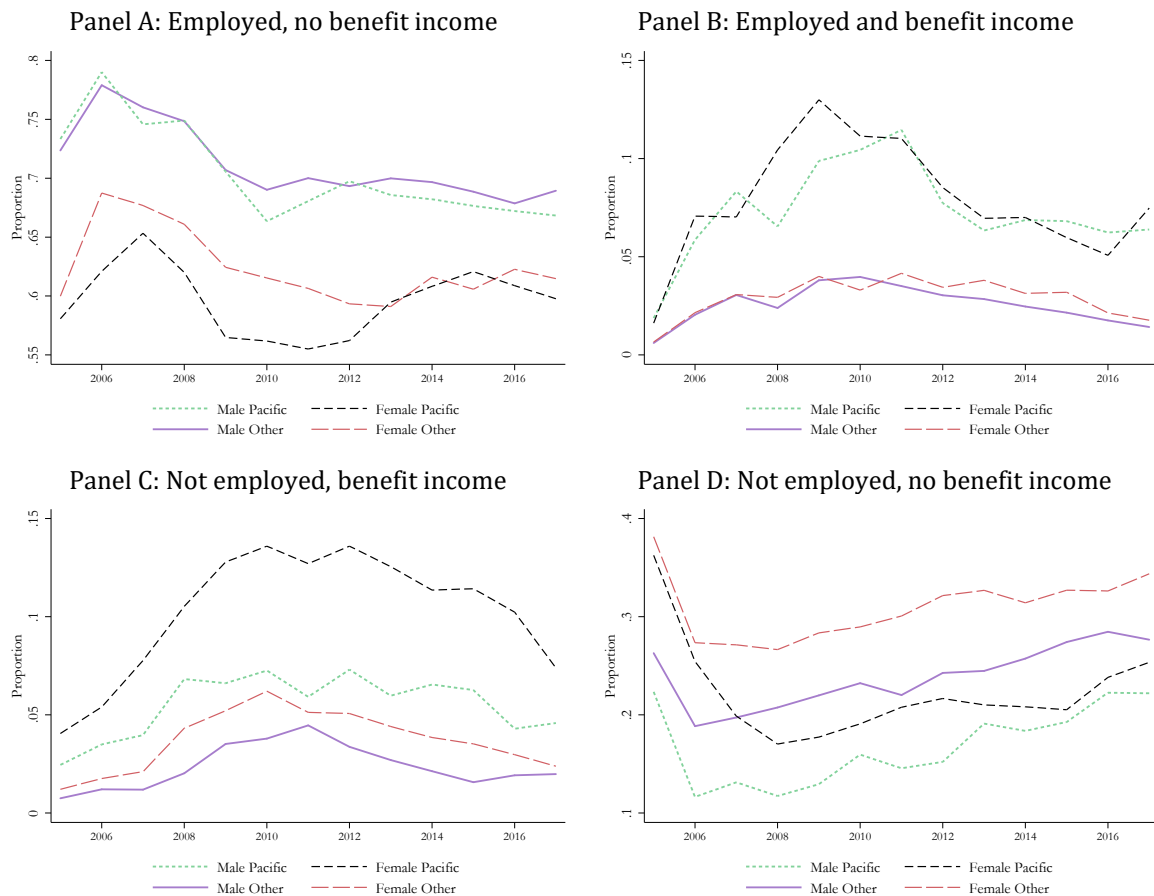 Panel A: Employed, no benefit income
Proportion
.8
.75
.7
.65
.6
.55
2006 2008 2010 2012 2014 2016
Male Pacific Female Pacific
Male Other Female Other
Panel B: Employed and benefit income
Proportion
.15
.1
.05
0
2006 2008 2010 2012 2014 2016
Male Pacific Female Pacific
Male Other Female Other
Panel C: Not employed, benefit income
Proportion
.15
.1
.05
0
2006 2008 2010 2012 2014 2016
Male Pacific Female Pacific
Male Other Female Other
Panel D: Not employed, no benefit income
Proportion
.4
.3
.2
.1
2006 2008 2010 2012 2014 2016
Male Pacific Female Pacific
Male Other Female Other